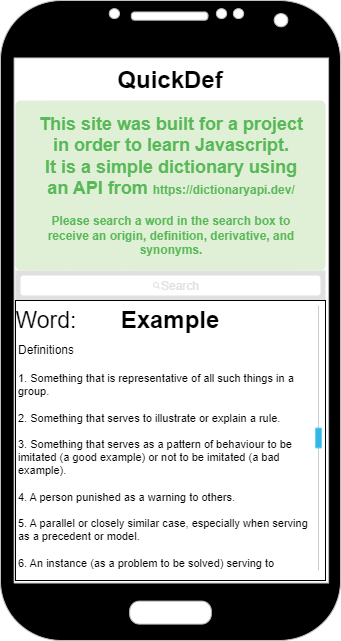 QuickDef
This site was built for a project
in order to learn Javascript.
It is a simple dictionary using
an API from https://dictionaryapi.dev/
Please search a word in the search box to
receive an origin, definition, derivative, and
synonyms.
Search
Word: Example
Definitions
1. Something that is representative of all such things in a
group.
2. Something that serves to illustrate or explain a rule.
3. Something that serves as a pattern of behaviour to be
imitated (a good example) or not to be imitated (a bad
example).
4. A person punished as a warning to others.
5. A parallel or closely similar case, especially when serving
as a precedent or model.
6. An instance (as a problem to be solved) serving to